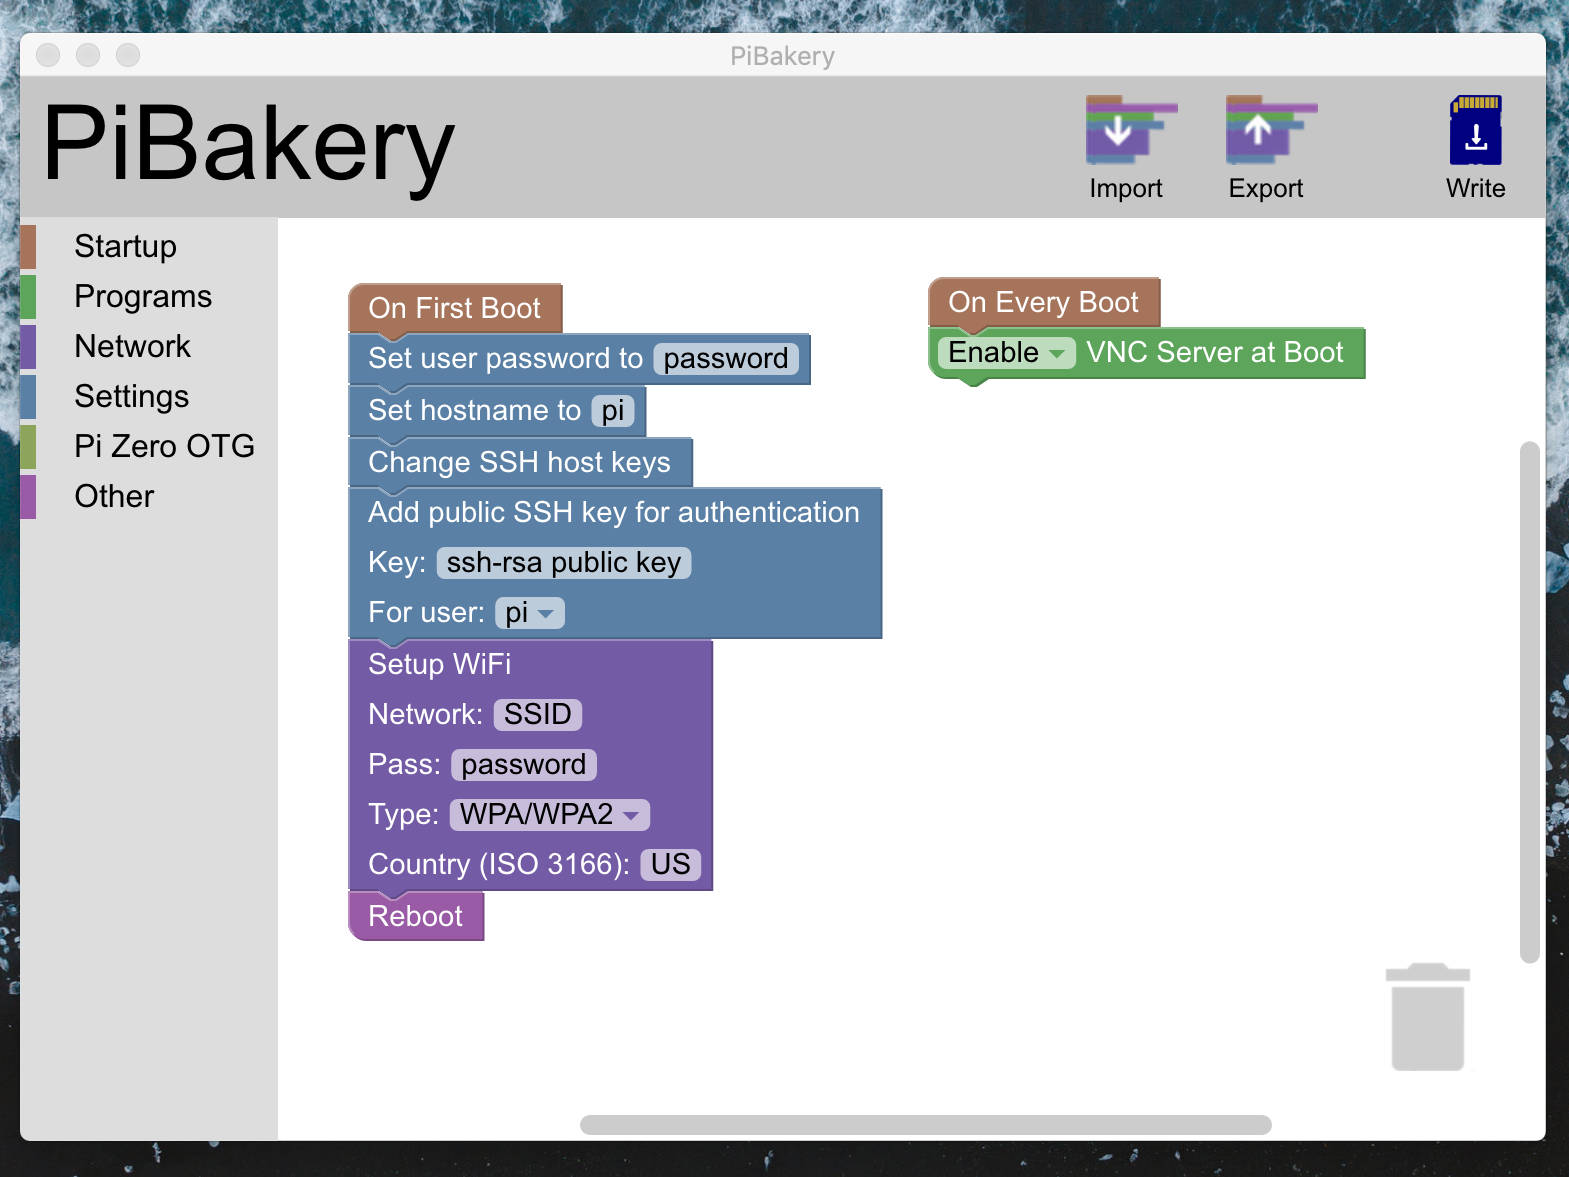 PiBakery
PiBakery
Import
Export
Write
Startup
Programs
Network
Settings
Pi Zero OTG
Other
On First Boot
Set user password to password
Set hostname to pi
Change SSH host keys
Add public SSH key for authentication
Key: ssh-rsa public key
For user: pi
Setup WiFi
Network: SSID
Pass: password
Type: WPA/WPA2
Country (ISO 3166): US
Reboot
On Every Boot
Enable VNC Server at Boot